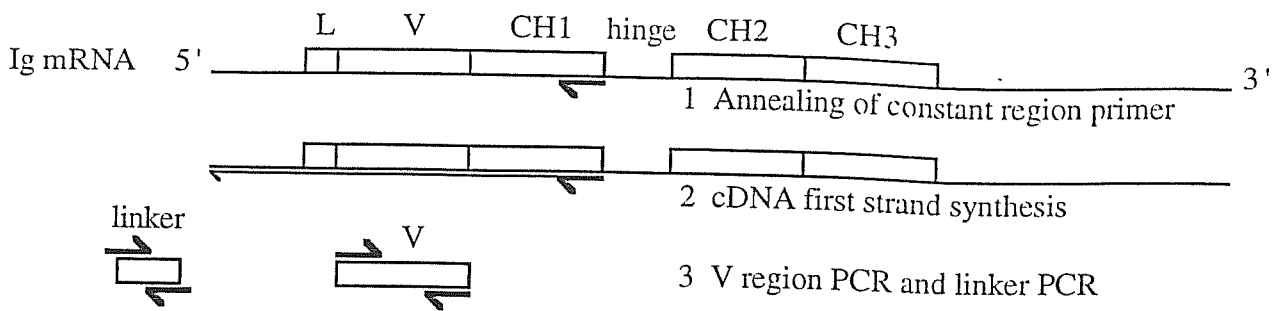 L V CH1 hinge CH2 CH3
Ig mRNA 5' 3'
1 Annealing of constant region primer
2 cDNA first strand synthesis
linker V
3 V region PCR and linker PCR